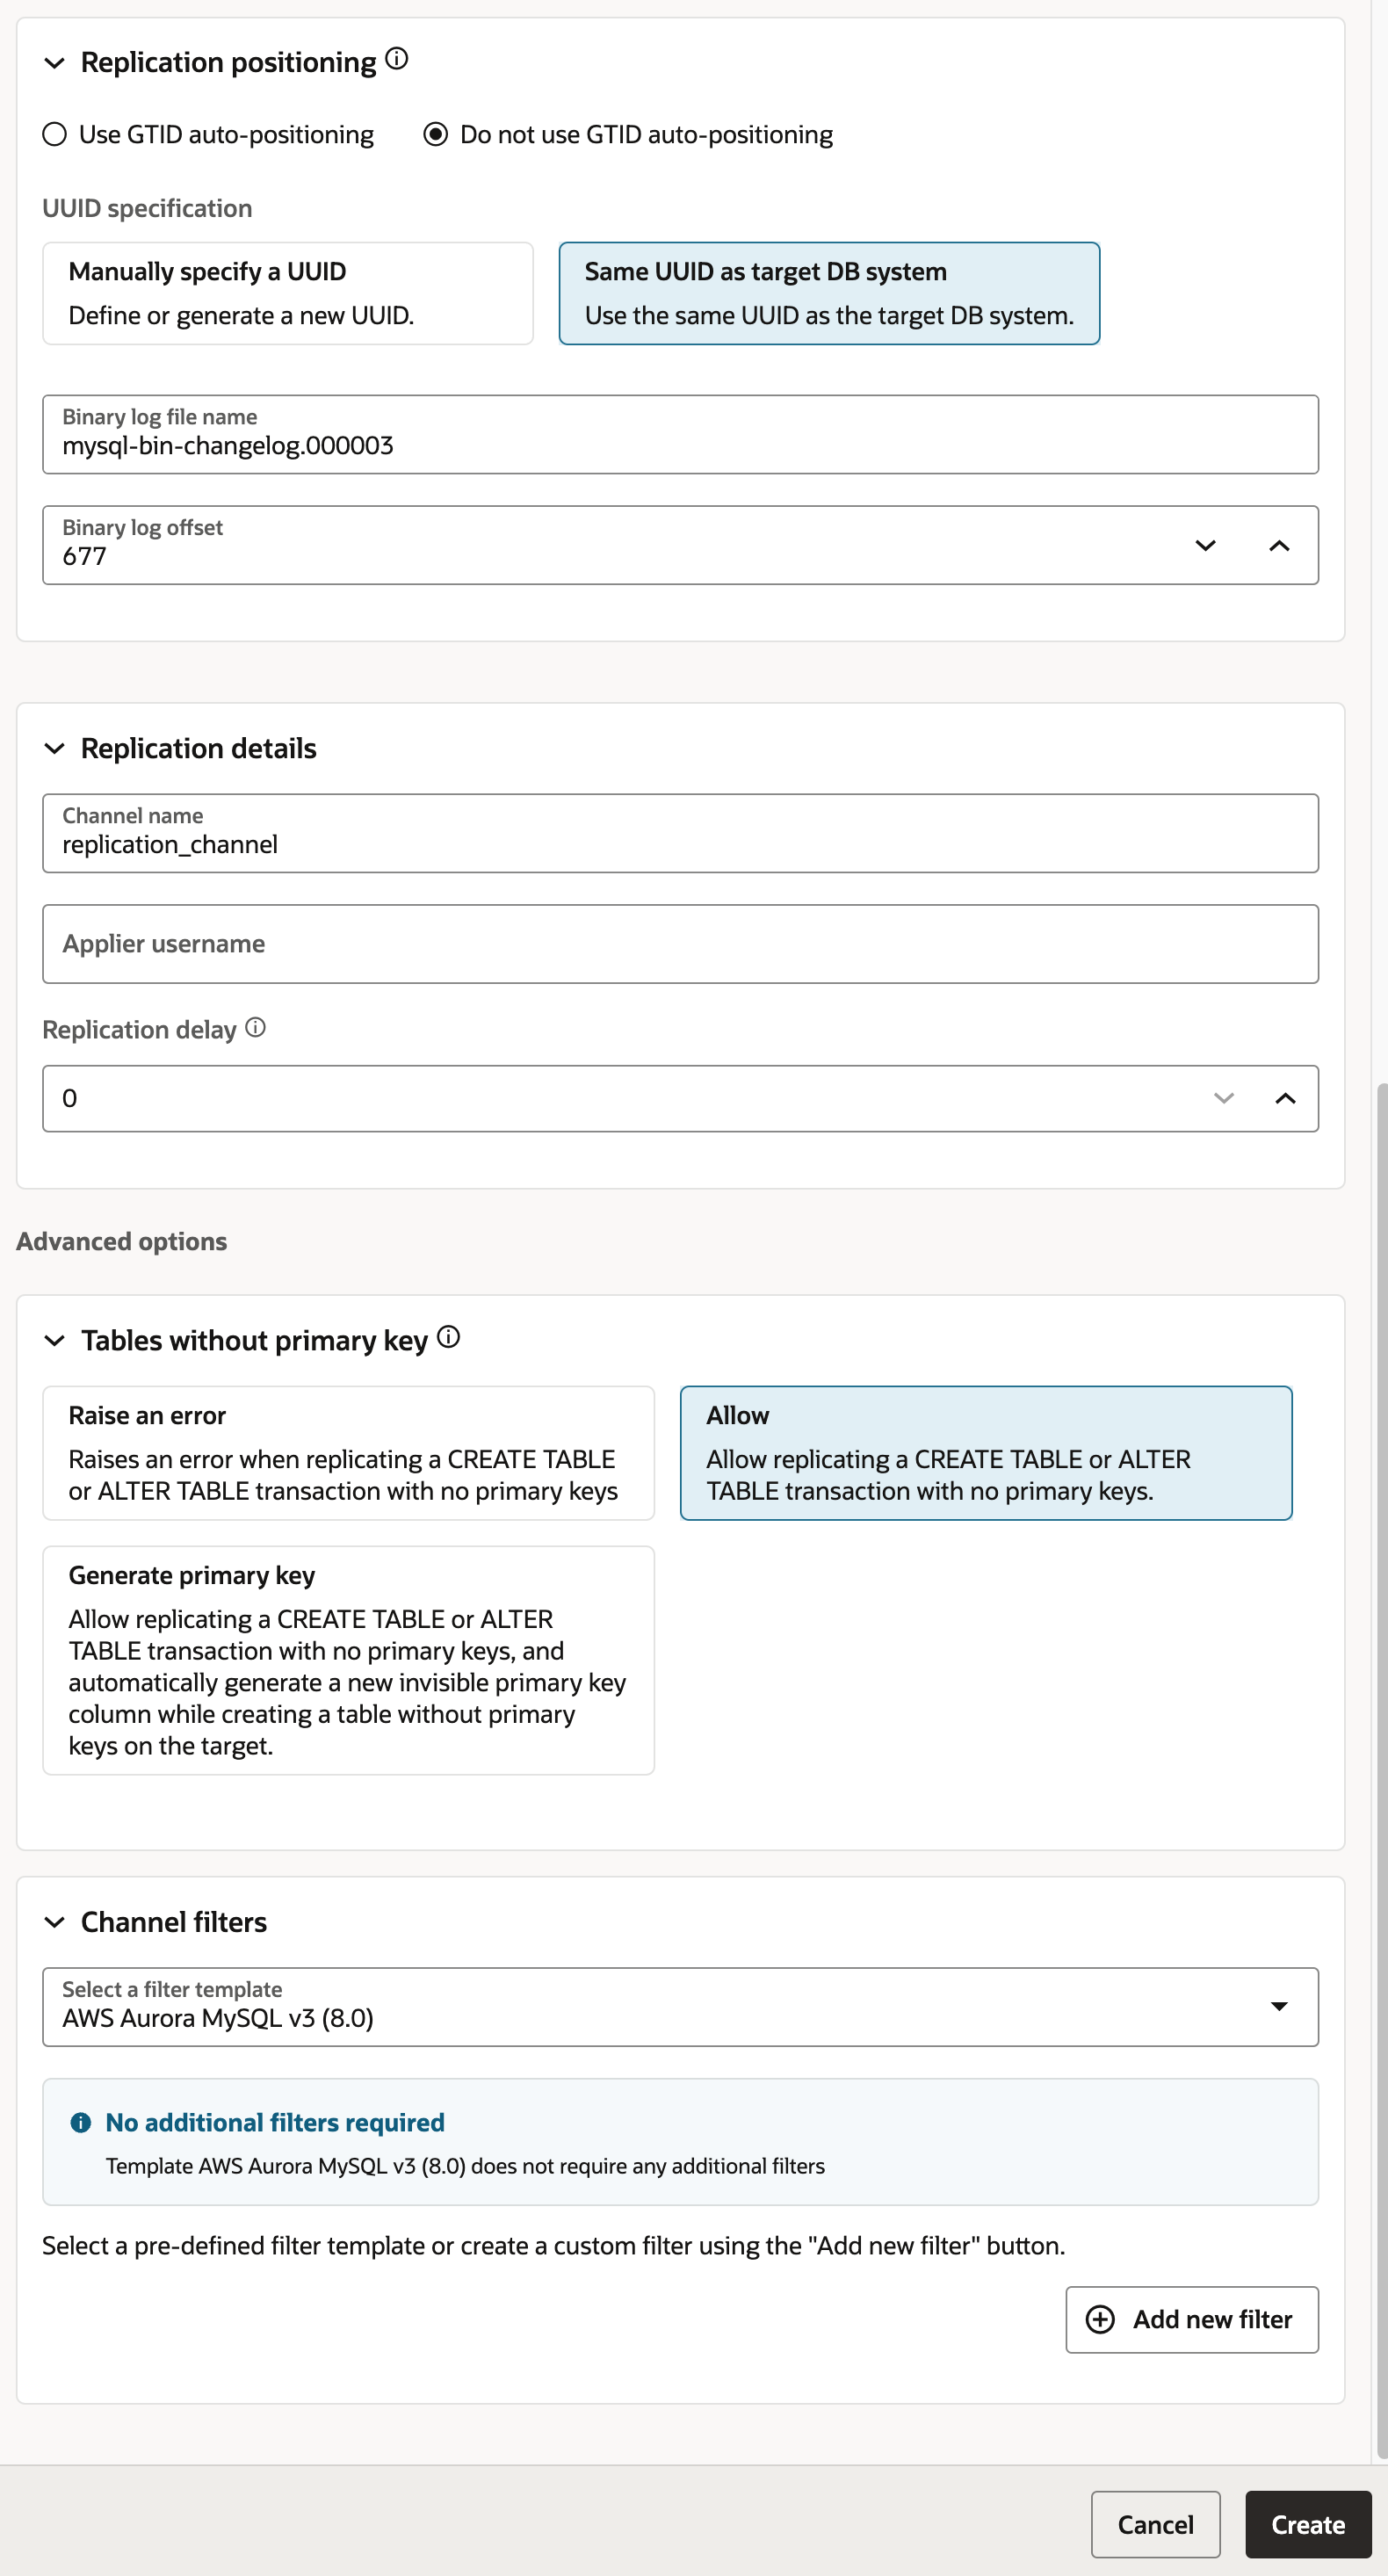 Replication positioning
Use GTID auto-positioning
Do not use GTID auto-positioning
UUID specification
Manually specify a UUID
Define or generate a new UUID.
Same UUID as target DB system
Use the same UUID as the target DB system.
Binary log file name
mysql-bin-changelog.000003
Binary log offset
677
Replication details
Channel name
replication_channel
Applier username
Replication delay
0
Advanced options
Tables without primary key
Raise an error
Raises an error when replicating a CREATE TABLE
or ALTER TABLE transaction with no primary keys
Allow
Allow replicating a CREATE TABLE or ALTER
TABLE transaction with no primary keys.
Generate primary key
Allow replicating a CREATE TABLE or ALTER
TABLE transaction with no primary keys, and
automatically generate a new invisible primary key
column while creating a table without primary
keys on the target.
Channel filters
Select a filter template
AWS Aurora MySQL v3 (8.0)
No additional filters required
Template AWS Aurora MySQL v3 (8.0) does not require any additional filters
Select a pre-defined filter template or create a custom filter using the "Add new filter" button.
Add new filter
Cancel
Create